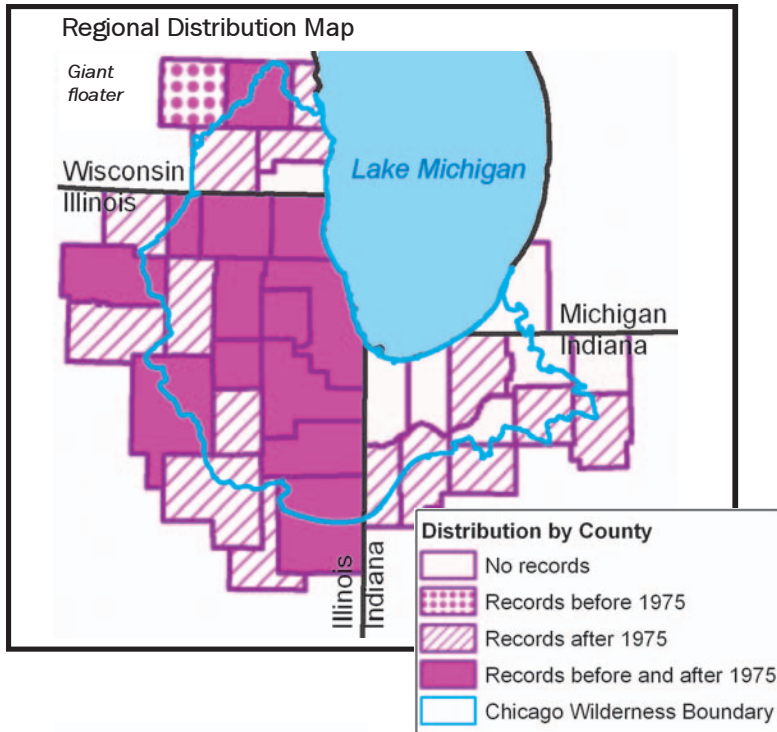 Regional Distribution Map
Giant
floater
Lake Michigan
Wisconsin
Illinois
Michigan
Indiana
Illinois
Indiana
Distribution by County
No records
Records before 1975
Records after 1975
Records before and after 1975
Chicago Wilderness Boundary